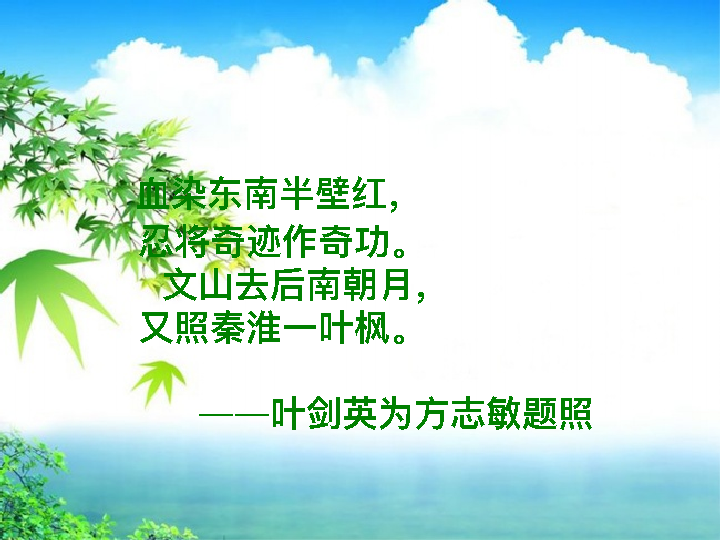 血染东南半壁红，
忍将奇迹作奇功。
文山去后南朝月，
又照秦淮一叶枫。
——叶剑英为方志敏题照